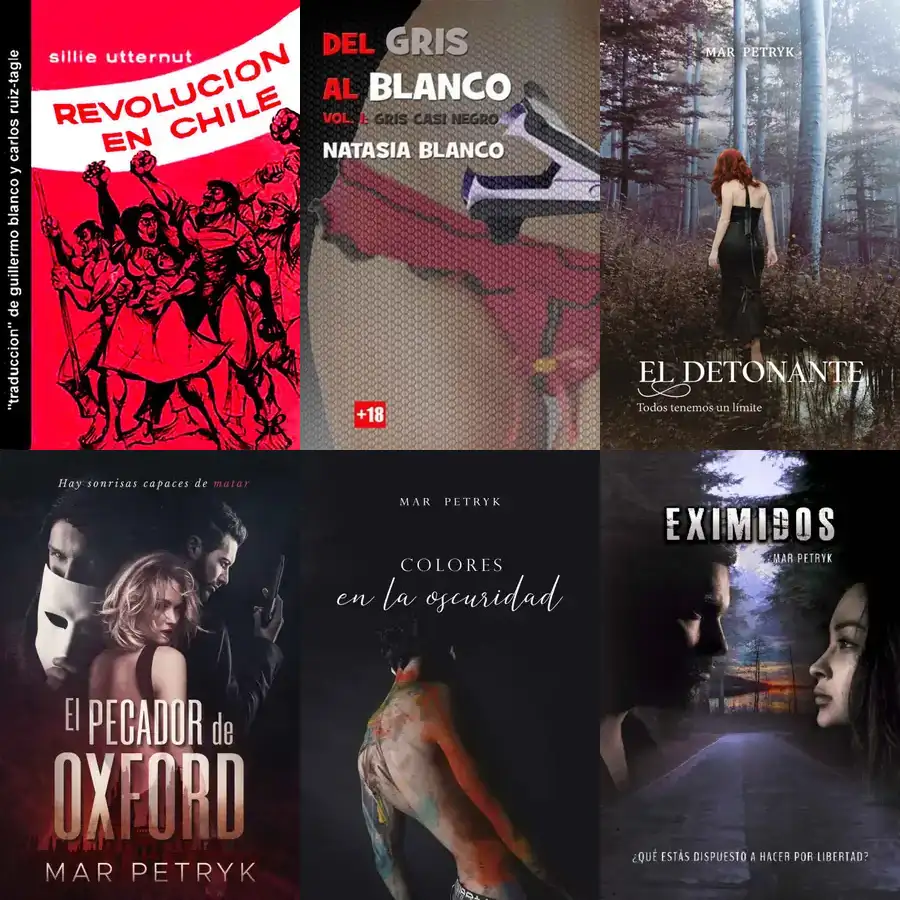 "traduccion" de guillermo blanco y carlos ruiz-tagle
sillie utternut
REVOLUCION
EN CHILE
DEL GRIS
AL BLANCO
VOL. I: GRIS CASI NEGRO
NATASIA BLANCO
+18
MAR PETRYK
EL DETONANTE
Todos tenemos un límite
Hay sonrisas capaces de matar
El PECADOR de
OXFORD
MAR PETRYK
MAR PETRYK
COLORES
en la oscuridad
EXIMIDOS
MAR PETRYK
¿QUÉ ESTÁS DISPUESTO A HACER POR LIBERTAD?